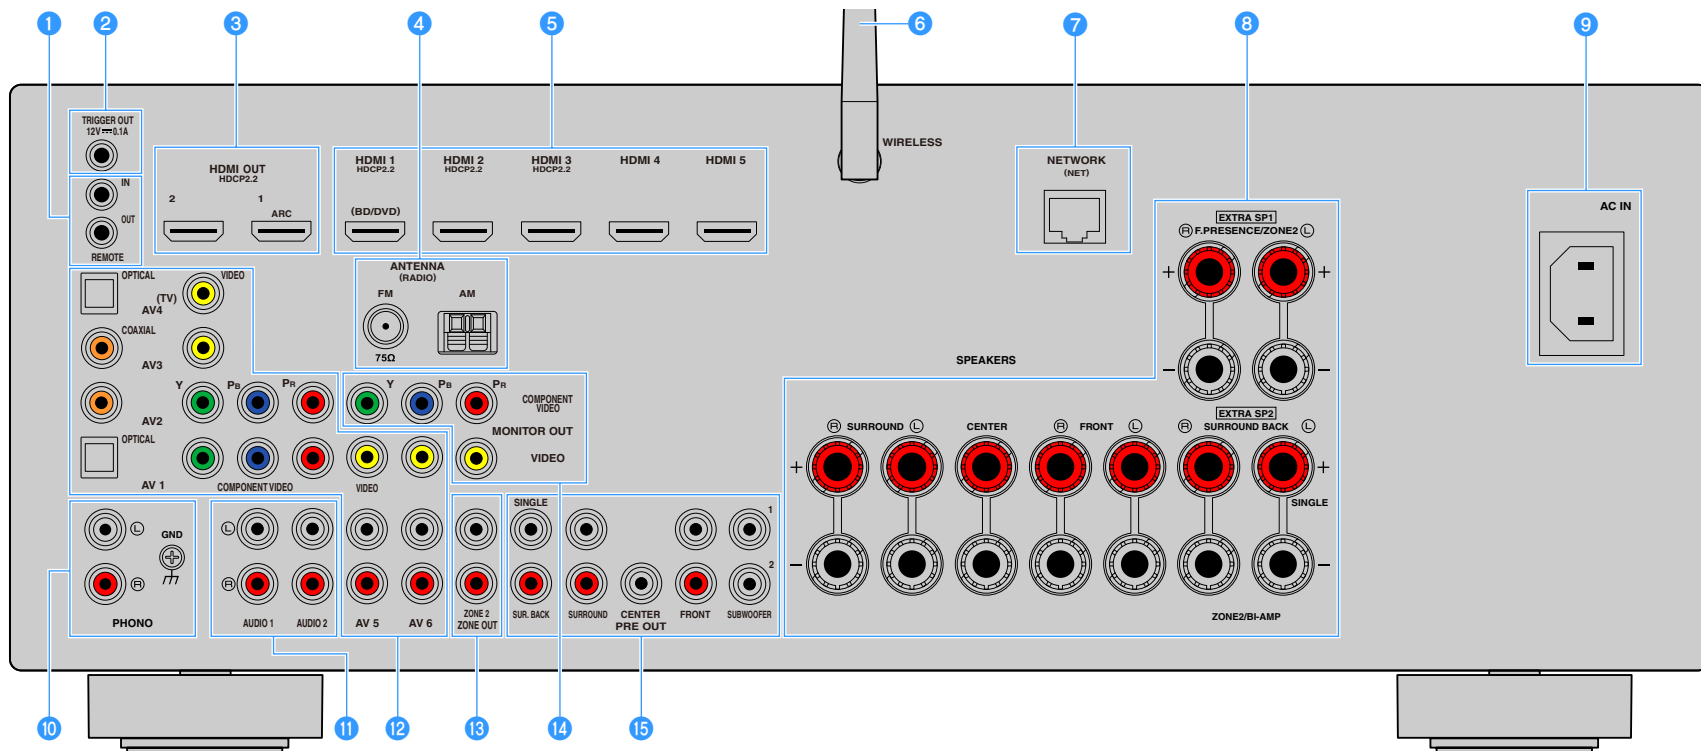 1 2 3 4 5 6 7 8 9
TRIGGER OUT
12V 0.1A
IN
OUT
REMOTE
HDMI OUT
HDCP2.2
2 1
ARC
HDMI 1 HDMI 2 HDMI 3 HDMI 4 HDMI 5
HDCP2.2 HDCP2.2 HDCP2.2
(BD/DVD)
WIRELESS
NETWORK
(NET)
AC IN
EXTRA SP1
R F.PRESENCE/ZONE2 L
+ +
− −
ANTENNA
(RADIO)
FM AM
75Ω
OPTICAL VIDEO
(TV)
AV4
COAXIAL
AV3
Y PB PR
AV2
OPTICAL
AV 1
COMPONENT VIDEO VIDEO
Y PB PR
COMPONENT
VIDEO
MONITOR OUT
VIDEO
SPEAKERS
EXTRA SP2
R SURROUND L CENTER R FRONT L R SURROUND BACK L
+ +
SINGLE
− −
ZONE2/BI-AMP
L
GND
R
PHONO
L
R
AUDIO 1 AUDIO 2
AV 5 AV 6
ZONE 2
ZONE OUT
SINGLE
1
2
SUR. BACK SURROUND CENTER FRONT SUBWOOFER
PRE OUT
10 11 12 13 14 15